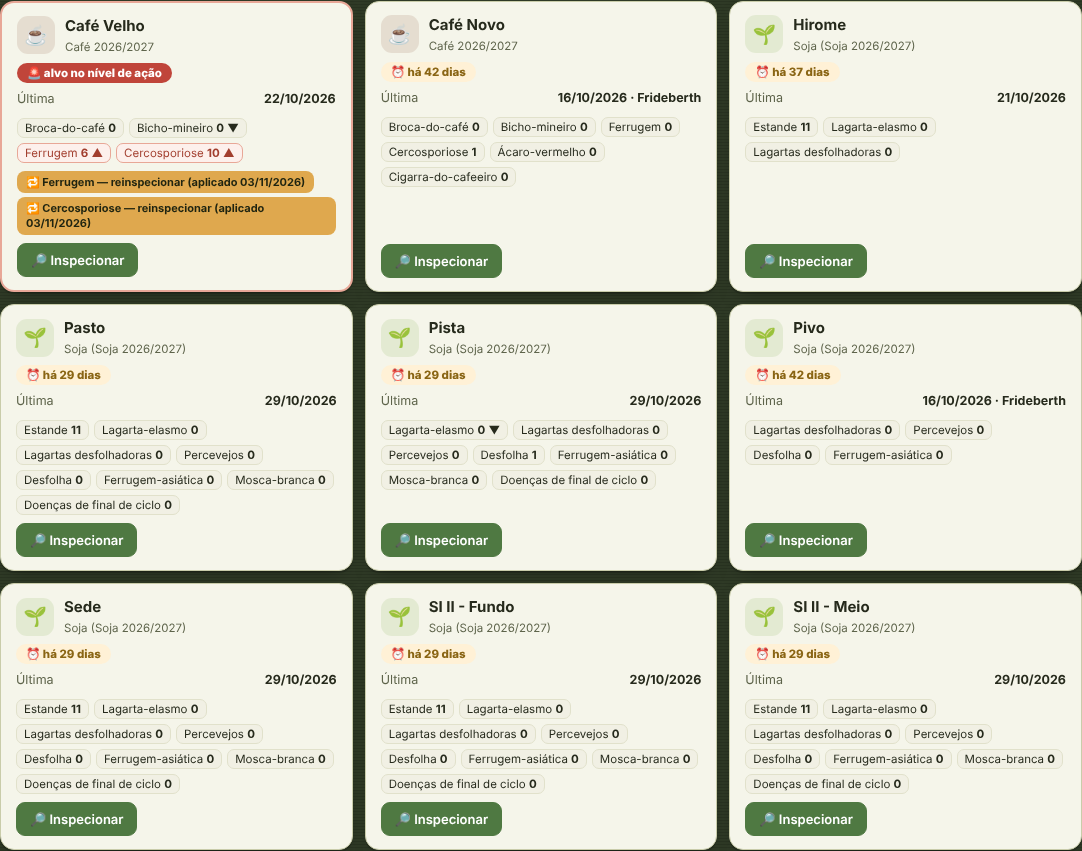 Café Velho
Café 2026/2027
🚨 alvo no nível de ação
Última 22/10/2026
Broca-do-café 0 Bicho-mineiro 0 ▼
Ferrugem 6 ▲ Cercosporiose 10 ▲
🔁 Ferrugem — reinspecionar (aplicado 03/11/2026)
🔁 Cercosporiose — reinspecionar (aplicado
03/11/2026)
🔎 Inspecionar
Café Novo
Café 2026/2027
⏰ há 42 dias
Última 16/10/2026 · Frideberth
Broca-do-café 0 Bicho-mineiro 0 Ferrugem 0
Cercosporiose 1 Ácaro-vermelho 0
Cigarra-do-cafeeiro 0
🔎 Inspecionar
Hirome
Soja (Soja 2026/2027)
⏰ há 37 dias
Última 21/10/2026
Estande 11 Lagarta-elasmo 0
Lagartas desfolhadoras 0
🔎 Inspecionar
Pasto
Soja (Soja 2026/2027)
⏰ há 29 dias
Última 29/10/2026
Estande 11 Lagarta-elasmo 0
Lagartas desfolhadoras 0 Percevejos 0
Desfolha 0 Ferrugem-asiática 0 Mosca-branca 0
Doenças de final de ciclo 0
🔎 Inspecionar
Pista
Soja (Soja 2026/2027)
⏰ há 29 dias
Última 29/10/2026
Lagarta-elasmo 0 ▼ Lagartas desfolhadoras 0
Percevejos 0 Desfolha 1 Ferrugem-asiática 0
Mosca-branca 0 Doenças de final de ciclo 0
🔎 Inspecionar
Pivo
Soja (Soja 2026/2027)
⏰ há 42 dias
Última 16/10/2026 · Frideberth
Lagartas desfolhadoras 0 Percevejos 0
Desfolha 0 Ferrugem-asiática 0
🔎 Inspecionar
Sede
Soja (Soja 2026/2027)
⏰ há 29 dias
Última 29/10/2026
Estande 11 Lagarta-elasmo 0
Lagartas desfolhadoras 0 Percevejos 0
Desfolha 0 Ferrugem-asiática 0 Mosca-branca 0
Doenças de final de ciclo 0
🔎 Inspecionar
SI II - Fundo
Soja (Soja 2026/2027)
⏰ há 29 dias
Última 29/10/2026
Estande 11 Lagarta-elasmo 0
Lagartas desfolhadoras 0 Percevejos 0
Desfolha 0 Ferrugem-asiática 0 Mosca-branca 0
Doenças de final de ciclo 0
🔎 Inspecionar
SI II - Meio
Soja (Soja 2026/2027)
⏰ há 29 dias
Última 29/10/2026
Estande 11 Lagarta-elasmo 0
Lagartas desfolhadoras 0 Percevejos 0
Desfolha 0 Ferrugem-asiática 0 Mosca-branca 0
Doenças de final de ciclo 0
🔎 Inspecionar